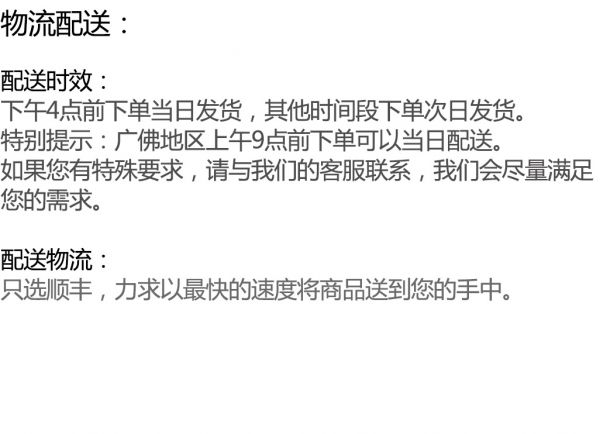 物流配送：
配送时效：
下午4点前下单当日发货，其他时间段下单次日发货。
特别提示：广佛地区上午9点前下单可以当日配送。
如果您有特殊要求，请与我们的客服联系，我们会尽量满足
您的需求。
配送物流：
只选顺丰，力求以最快的速度将商品送到您的手中。